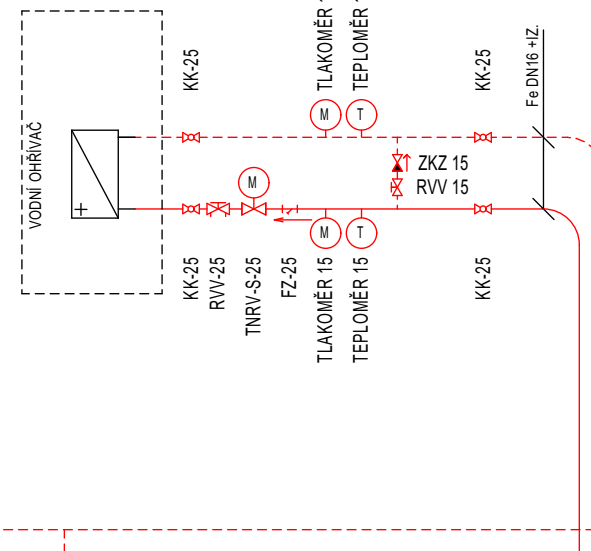 VODNÍ OHŘÍVAČ
+
KK-25
TLAKOMĚR
TEPLOMĚR
KK-25
Fe DN16 +IZ.
M
T
ZKZ 15
RVV 15
M
M
T
KK-25
RVV-25
TNRV-S-25
FZ-25
TLAKOMĚR 15
TEPLOMĚR 15
KK-25